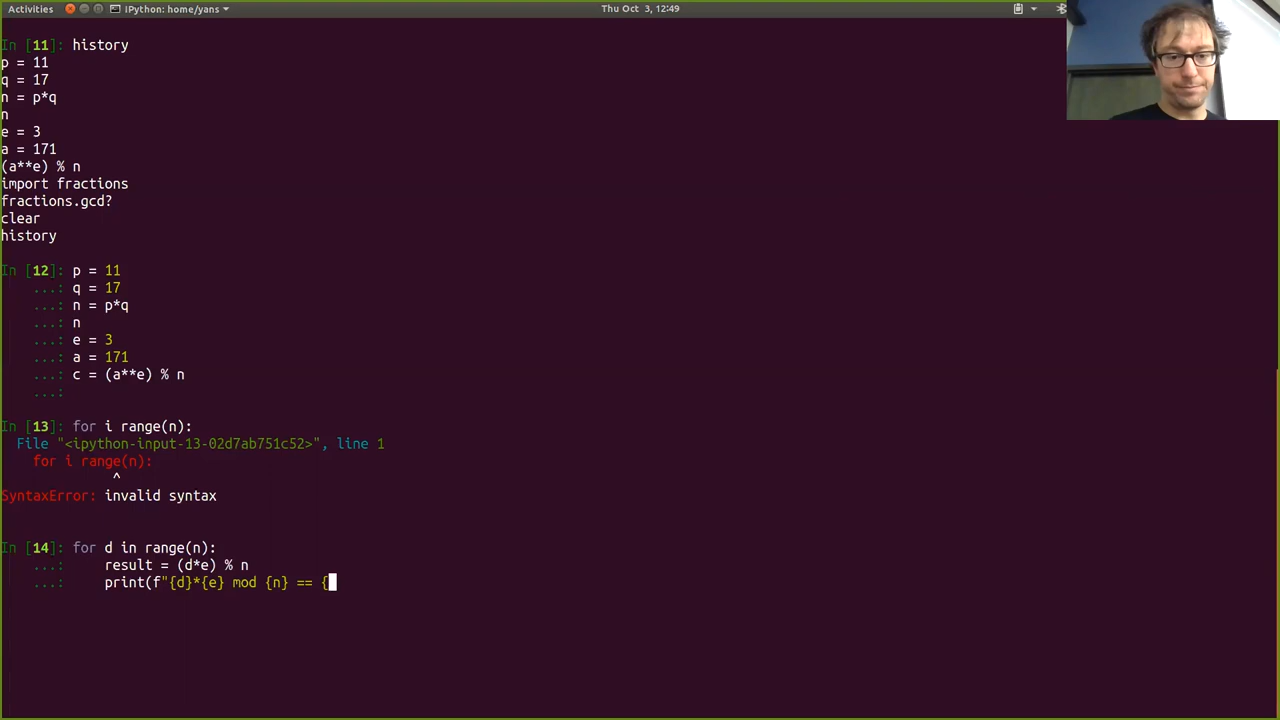 Activities IPython: home/yans Thu Oct 3, 12:49
In [11]: history
p = 11
q = 17
n = p*q
n
e = 3
a = 171
(a**e) % n
import fractions
fractions.gcd?
clear
history
In [12]: p = 11
...: q = 17
...: n = p*q
...: n
...: e = 3
...: a = 171
...: c = (a**e) % n
...:
In [13]: for i range(n):
File "<ipython-input-13-02d7ab751c52>", line 1
for i range(n):
^
SyntaxError: invalid syntax
In [14]: for d in range(n):
...: result = (d*e) % n
...: print(f"{d}*{e} mod {n} == {